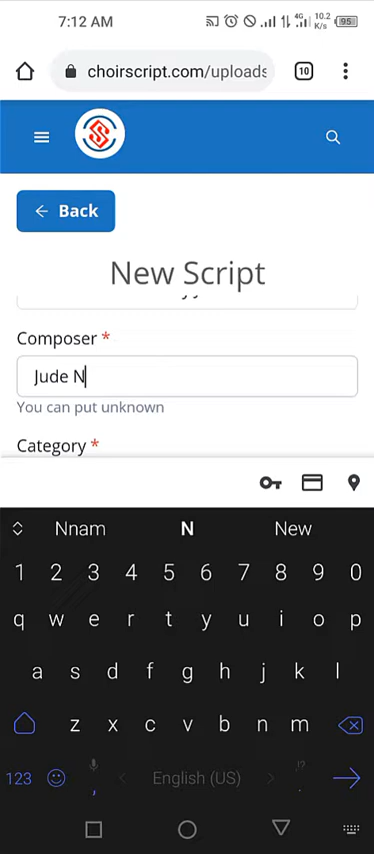 7:12 AM
4G 10.2 K/s 95
choirscript.com/uploads
10
← Back
New Script
Composer *
Jude N
You can put unknown
Category *
Nnam N New
1 2 3 4 5 6 7 8 9 0
q w e r t y u i o p
a s d f g h j k l
z x c v b n m
123 , English (US) !? .